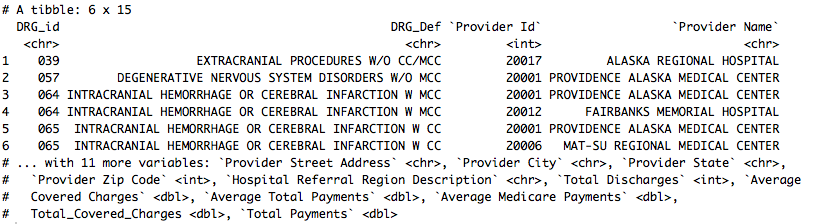 # A tibble: 6 x 15
DRG_id DRG_Def `Provider Id` `Provider Name`
<chr> <chr> <int> <chr>
1 039 EXTRACRANIAL PROCEDURES W/O CC/MCC 20017 ALASKA REGIONAL HOSPITAL
2 057 DEGENERATIVE NERVOUS SYSTEM DISORDERS W/O MCC 20001 PROVIDENCE ALASKA MEDICAL CENTER
3 064 INTRACRANIAL HEMORRHAGE OR CEREBRAL INFARCTION W MCC 20001 PROVIDENCE ALASKA MEDICAL CENTER
4 064 INTRACRANIAL HEMORRHAGE OR CEREBRAL INFARCTION W MCC 20012 FAIRBANKS MEMORIAL HOSPITAL
5 065 INTRACRANIAL HEMORRHAGE OR CEREBRAL INFARCTION W CC 20001 PROVIDENCE ALASKA MEDICAL CENTER
6 065 INTRACRANIAL HEMORRHAGE OR CEREBRAL INFARCTION W CC 20006 MAT-SU REGIONAL MEDICAL CENTER
# ... with 11 more variables: `Provider Street Address` <chr>, `Provider City` <chr>, `Provider State` <chr>,
# `Provider Zip Code` <int>, `Hospital Referral Region Description` <chr>, `Total Discharges` <int>, `Average
# Covered Charges` <dbl>, `Average Total Payments` <dbl>, `Average Medicare Payments` <dbl>,
# Total_Covered_Charges <dbl>, `Total Payments` <dbl>